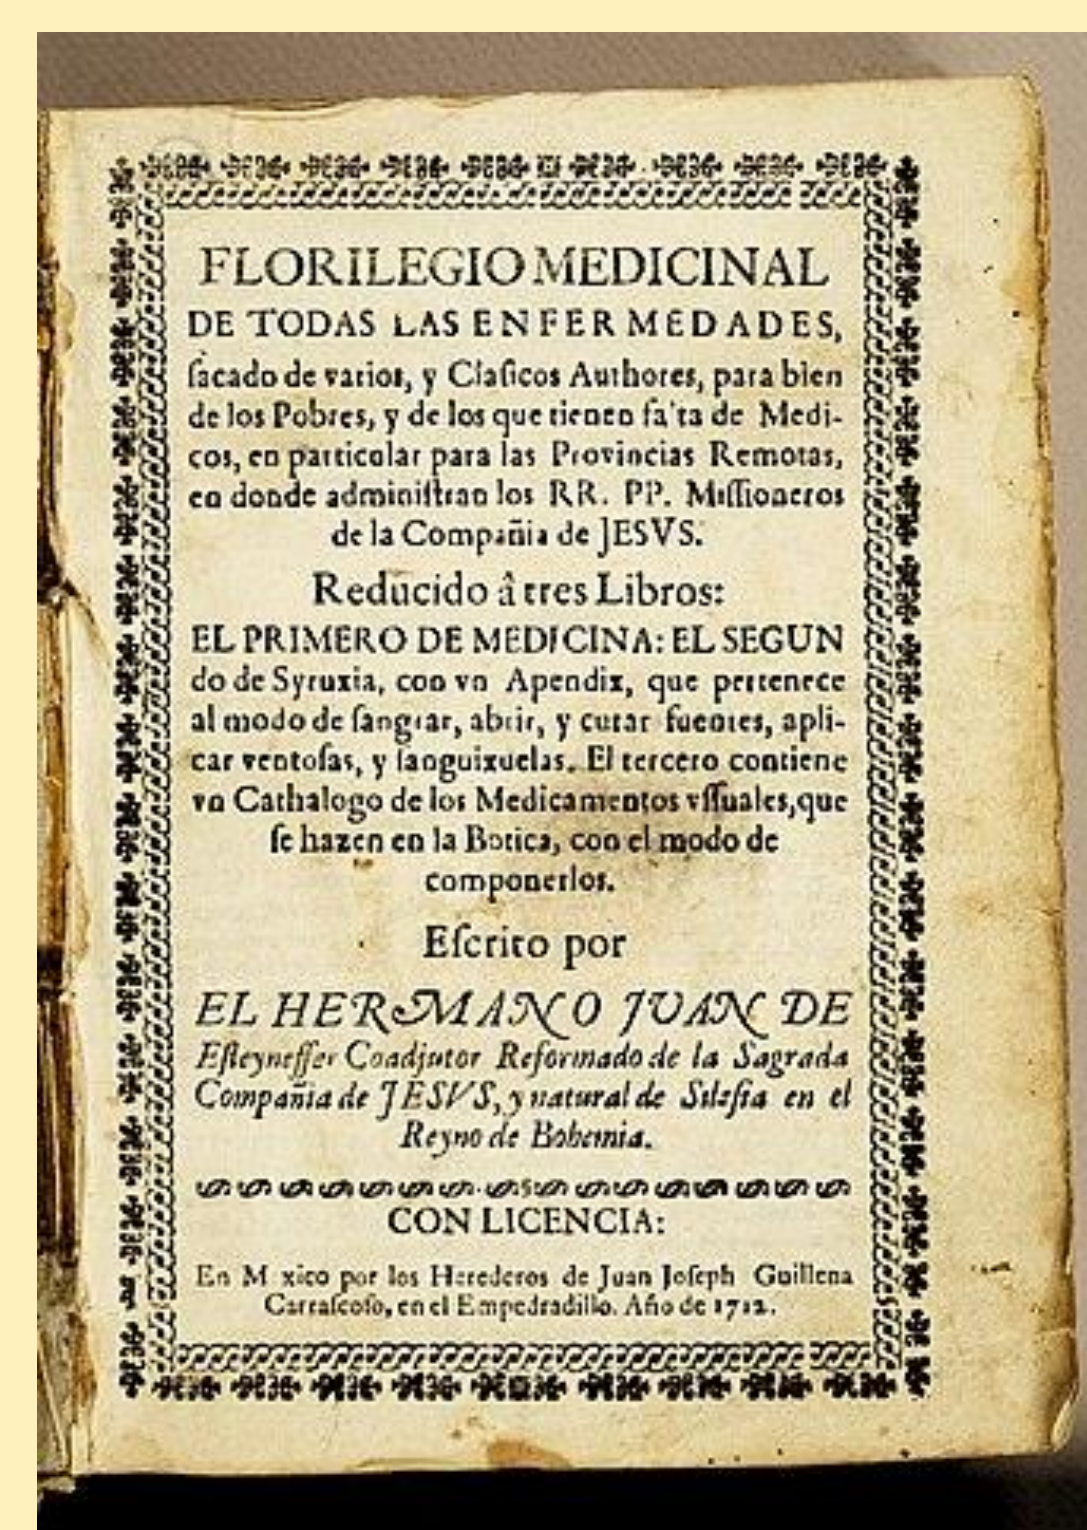 FLORILEGIO MEDICINAL
DE TODAS LAS ENFERMEDADES,
ſacado de varios, y Claſicos Authores, para bien
de los Pobres, y de los que tienen falta de Medi-
cos, en particular para las Provincias Remotas,
en donde adminiſtran los RR. PP. Miſſioneros
de la Compañia de JESVS.
Reducido â tres Libros:
EL PRIMERO DE MEDICINA: EL SEGUN
do de Syruxia, con vn Apendix, que pertenece
al modo de ſangrar, abrir, y curar fuentes, apli-
car ventoſas, y ſanguixuelas. El tercero contiene
vn Cathalogo de los Medicamentos vſſuales, que
ſe hazen en la Botica, con el modo de
componerlos.
Eſcrito por
EL HERMANO JUAN DE
Eſteyneffer Coadjutor Reformado de la Sagrada
Compañia de JESVS, y natural de Sileſia en el
Reyno de Bohemia.
CON LICENCIA:
En M xico por los Herederos de Juan Joſeph Guillena
Carraſcoſo, en el Empedradillo. Año de 1712.